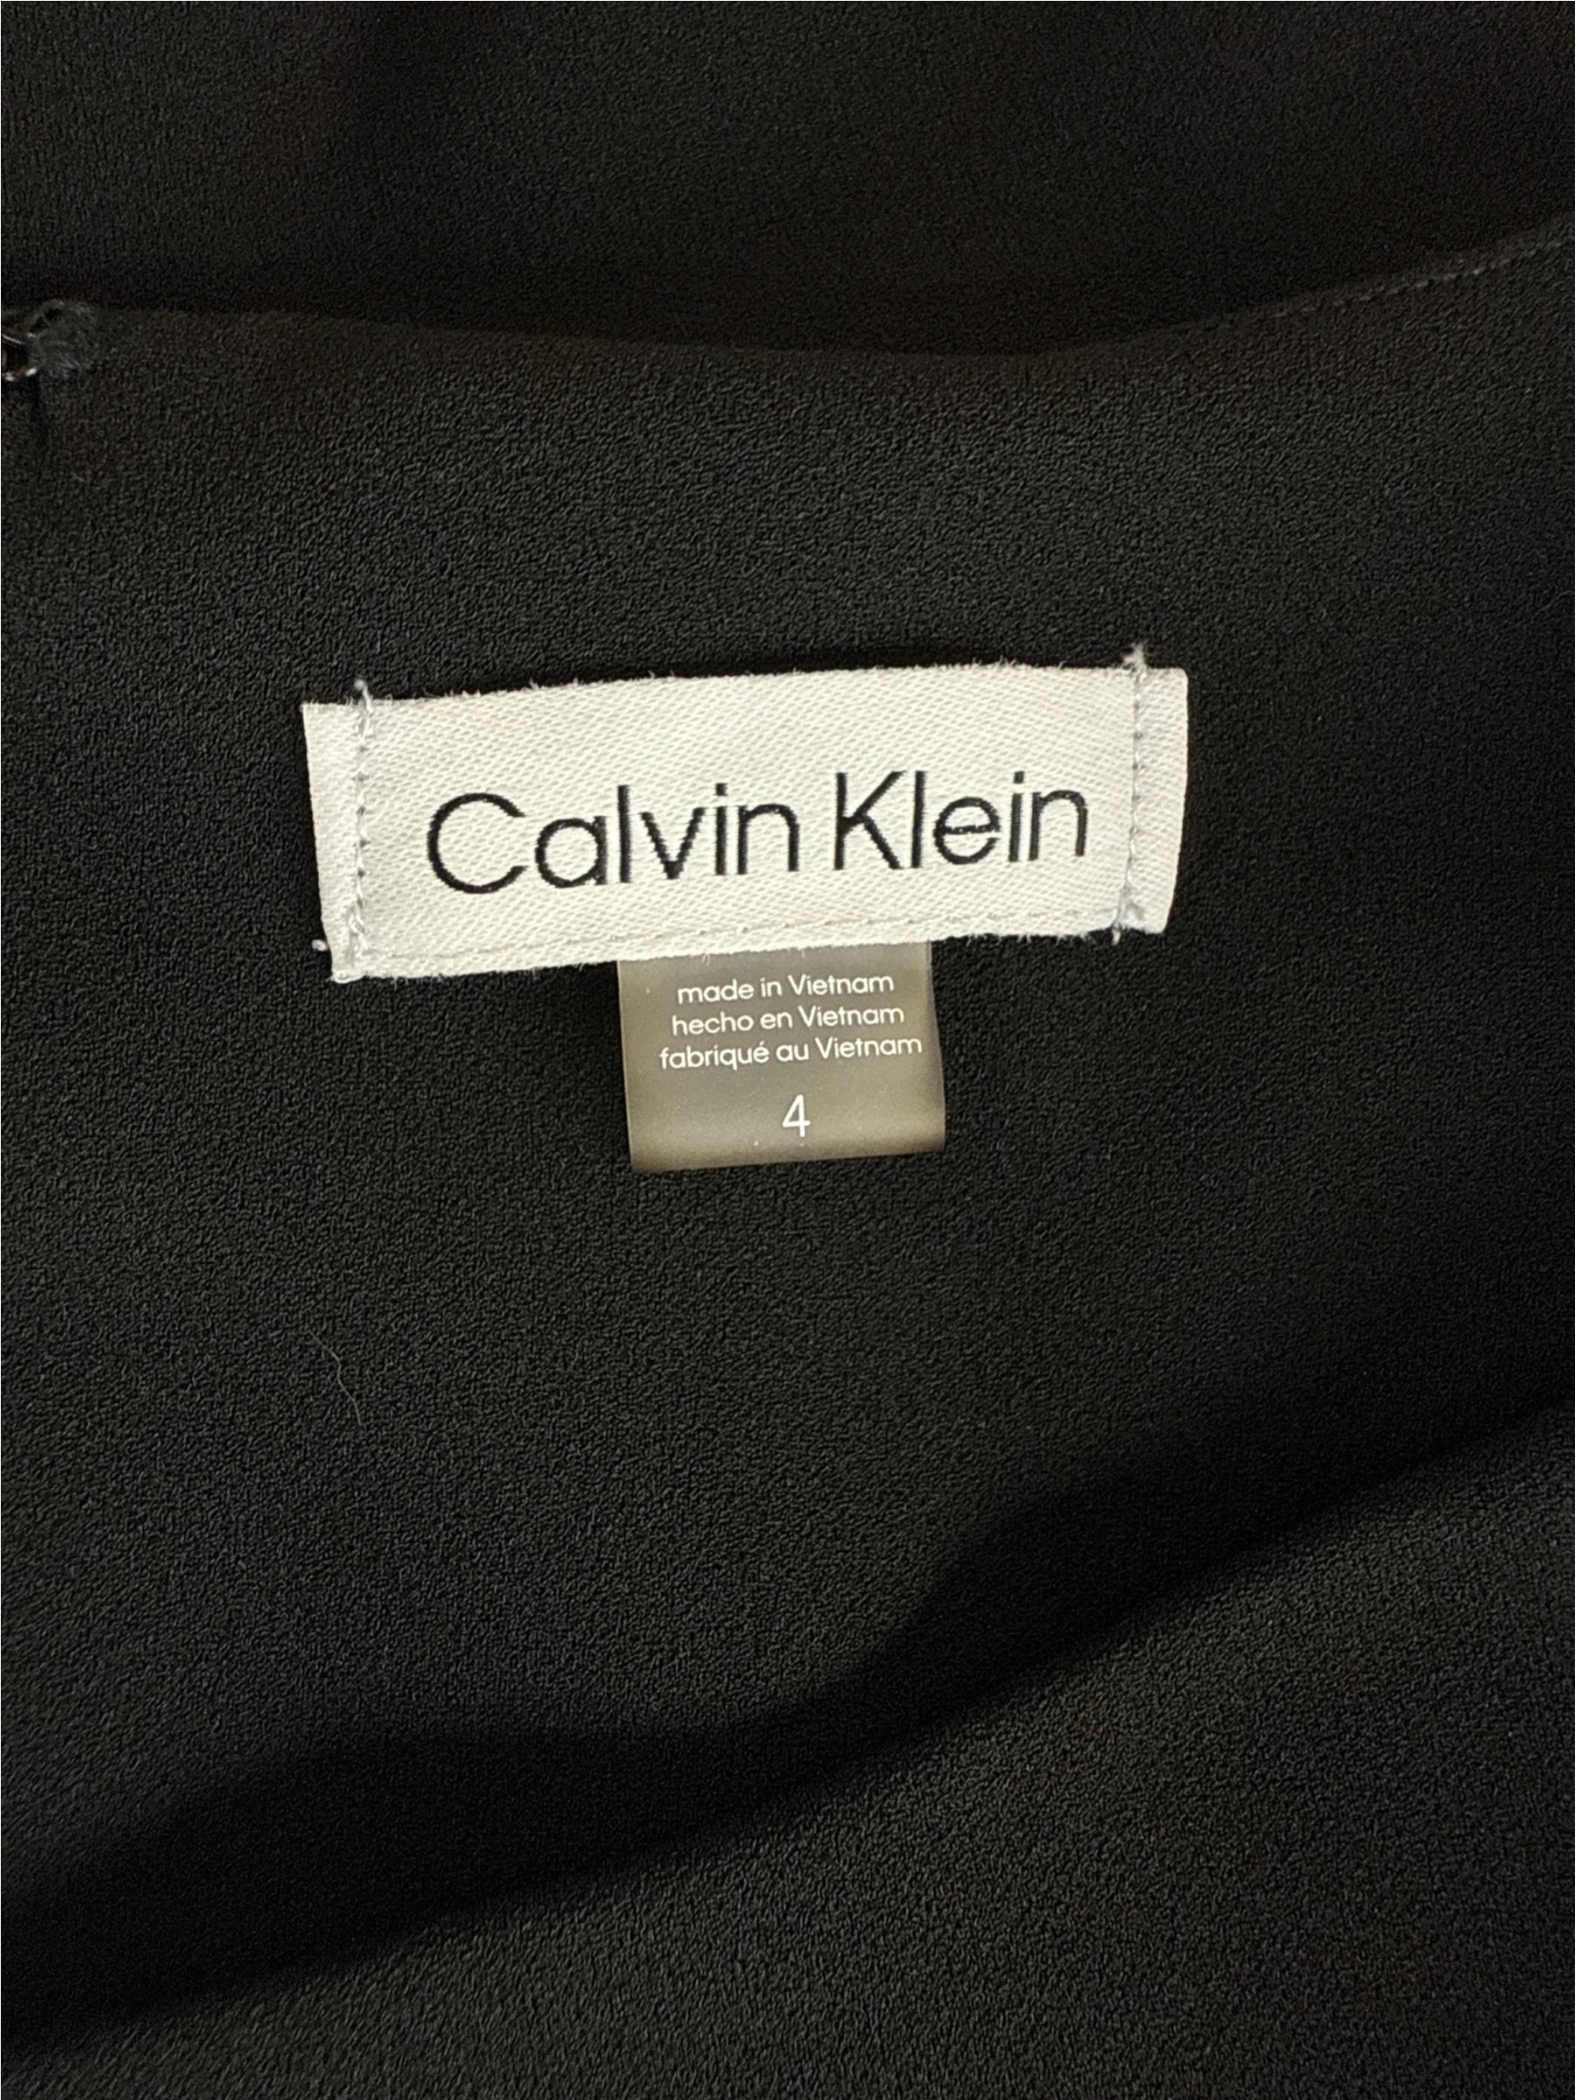 Calvin Klein
made in Vietnam
hecho en Vietnam
fabriqué au Vietnam
4